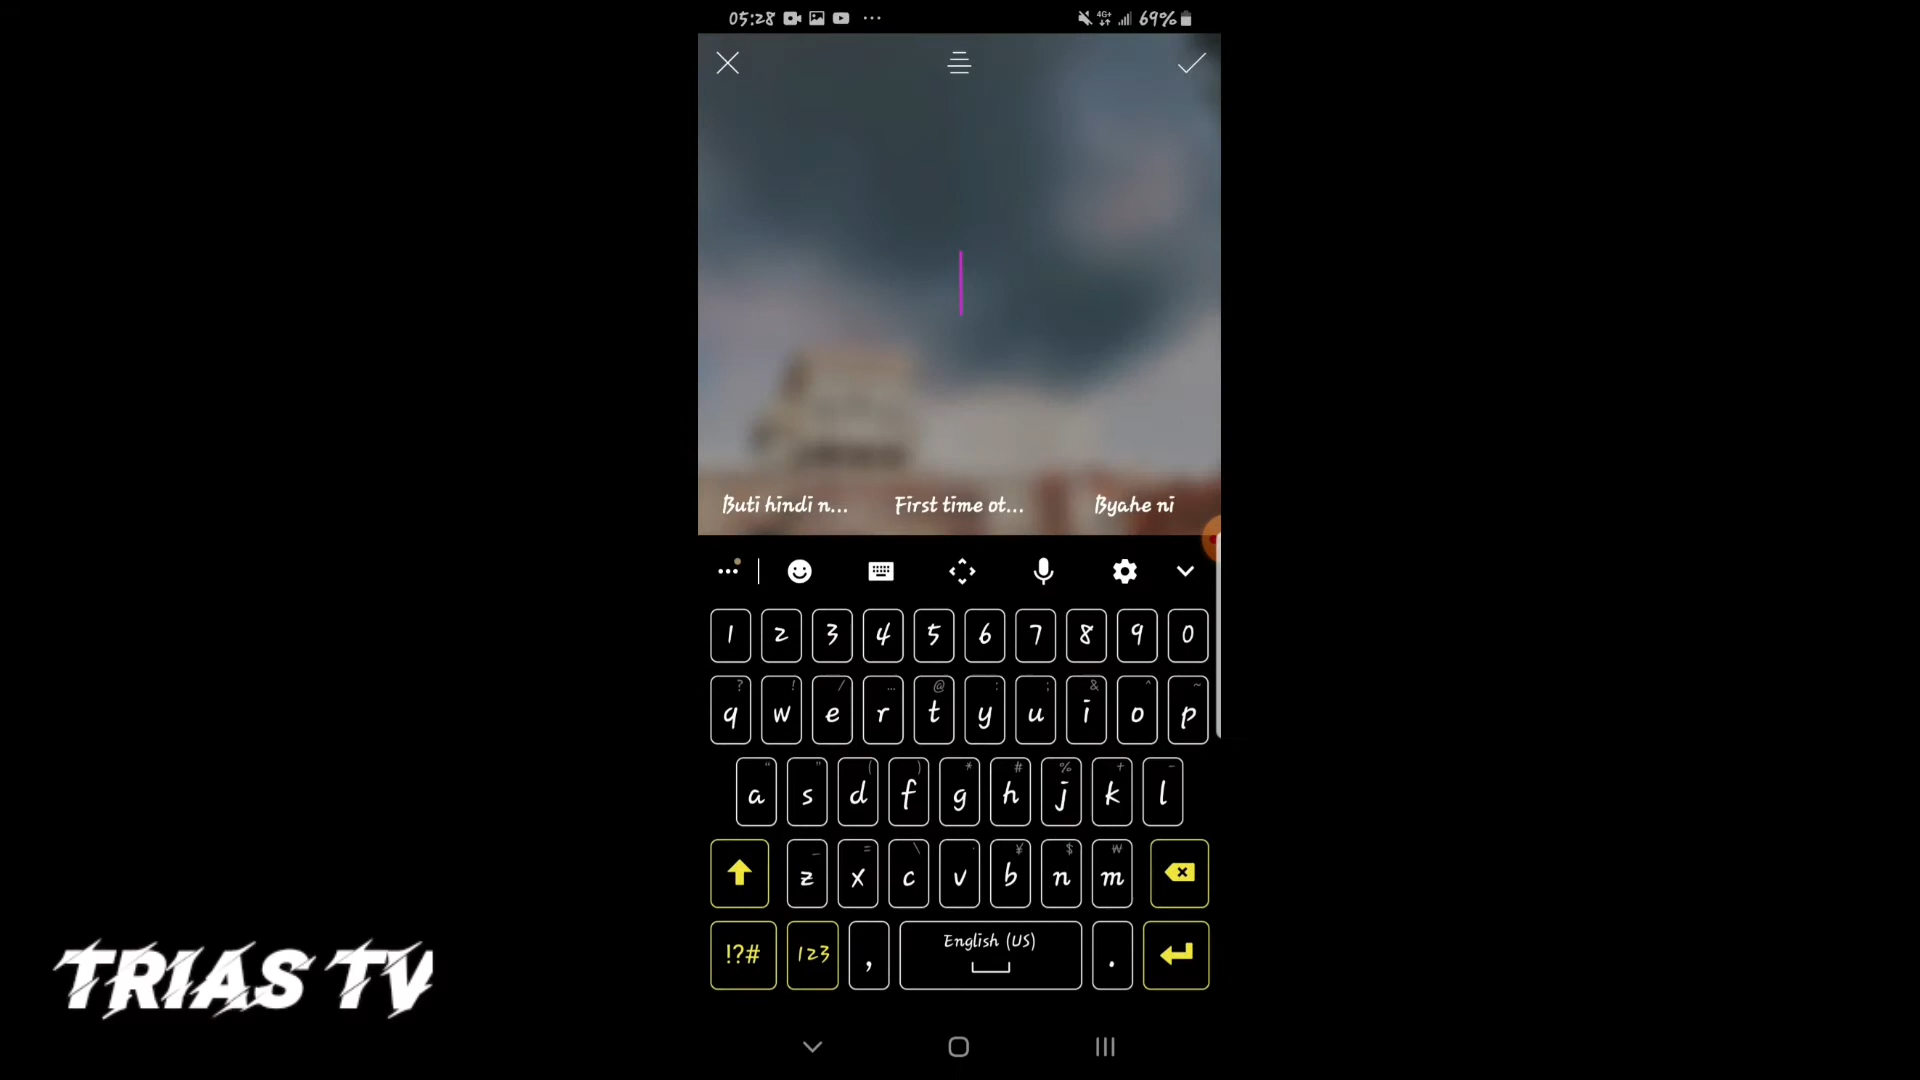 05:28 4G+ 69%
Buti hindi n... First time ot... Byahe ni
1 2 3 4 5 6 7 8 9 0
? ! / ... @ : ; & ^ ~
q w e r t y u i o p
“ ” ( ) * # % + -
a s d f g h j k l
_ = \ · ¥ $ ₩
z x c v b n m
!?# 123 , English (US) .
TRIAS TV